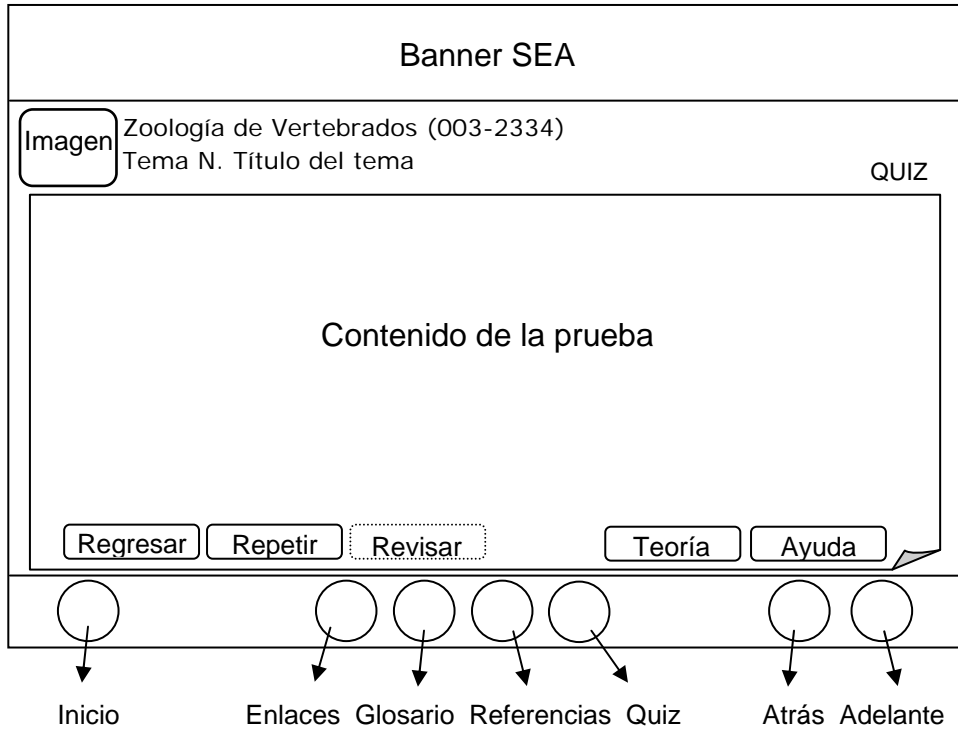 Banner SEA
Imagen
Zoología de Vertebrados (003-2334)
Tema N. Título del tema
QUIZ
Contenido de la prueba
Regresar Repetir Revisar Teoría Ayuda
Inicio Enlaces Glosario Referencias Quiz Atrás Adelante